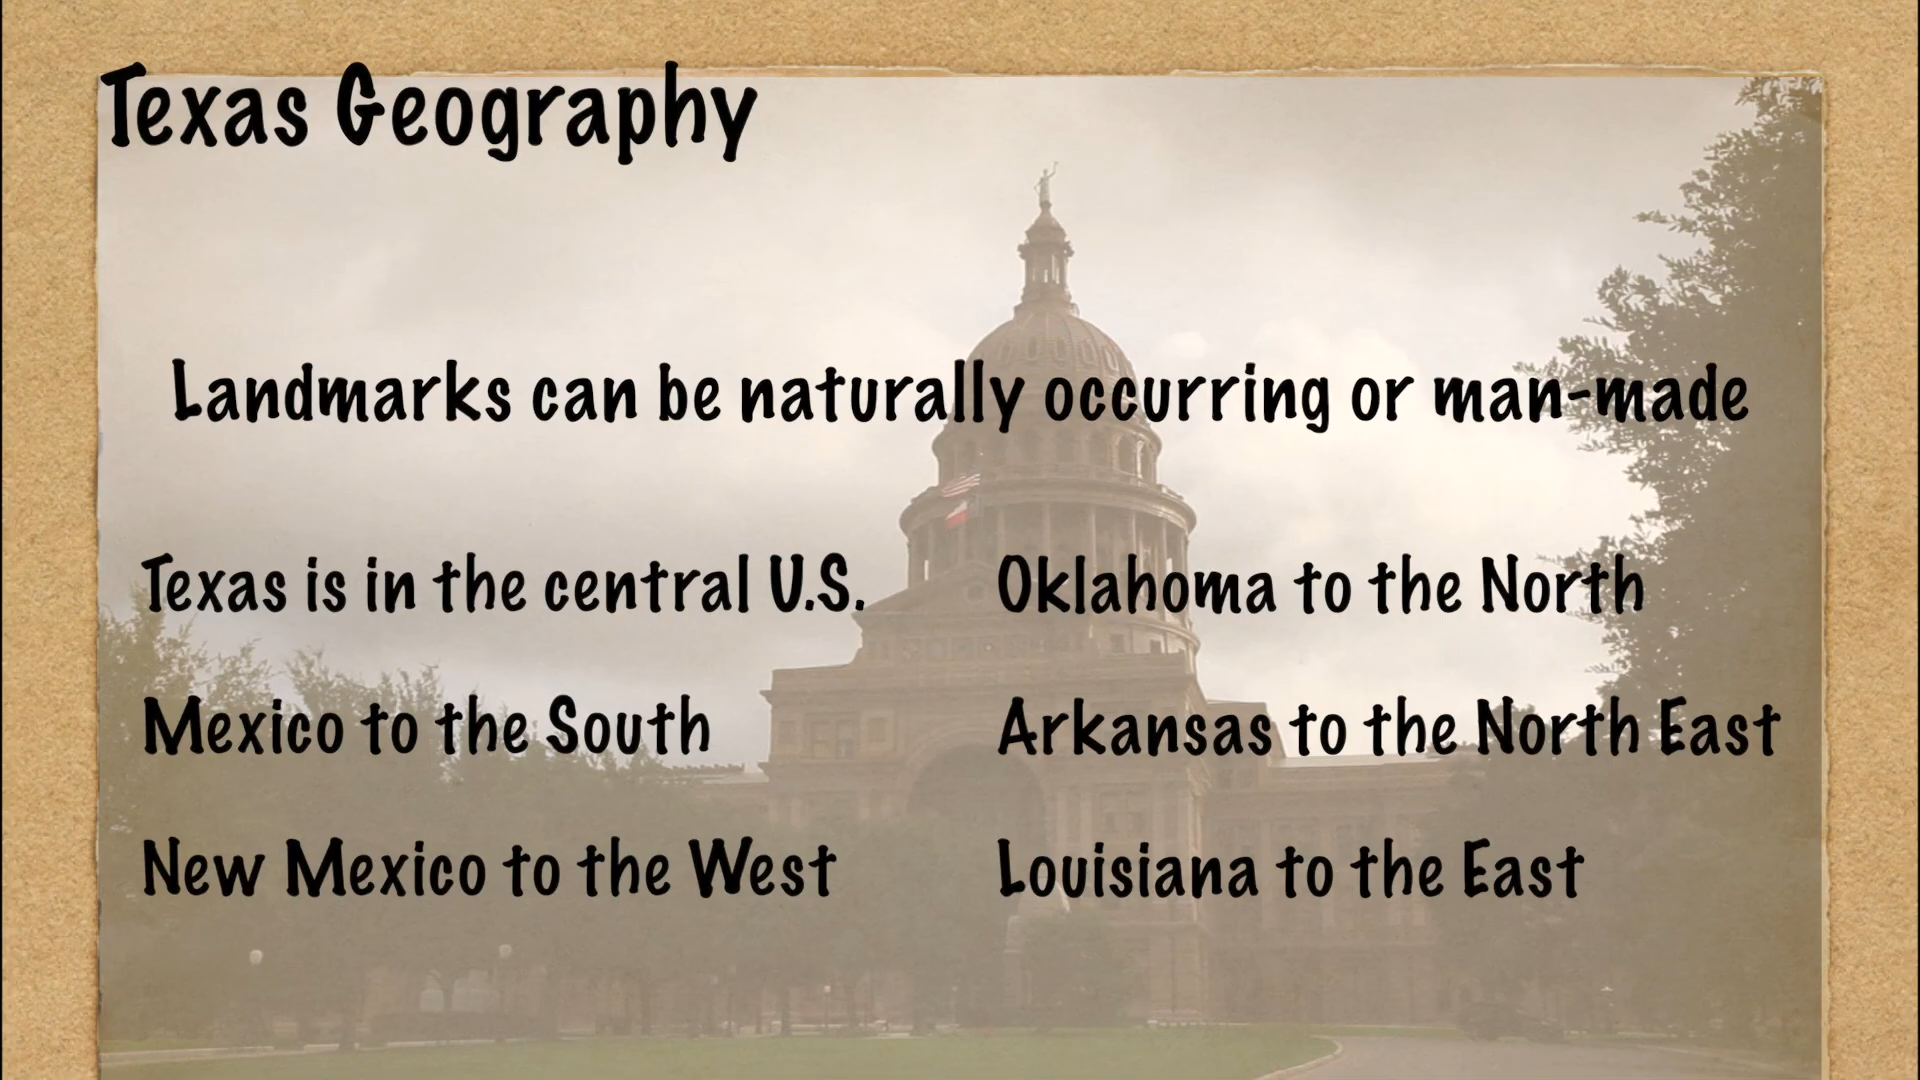 Texas Geography
Landmarks can be naturally occurring or man-made
Texas is in the central U.S.
Mexico to the South
New Mexico to the West
Oklahoma to the North
Arkansas to the North East
Louisiana to the East